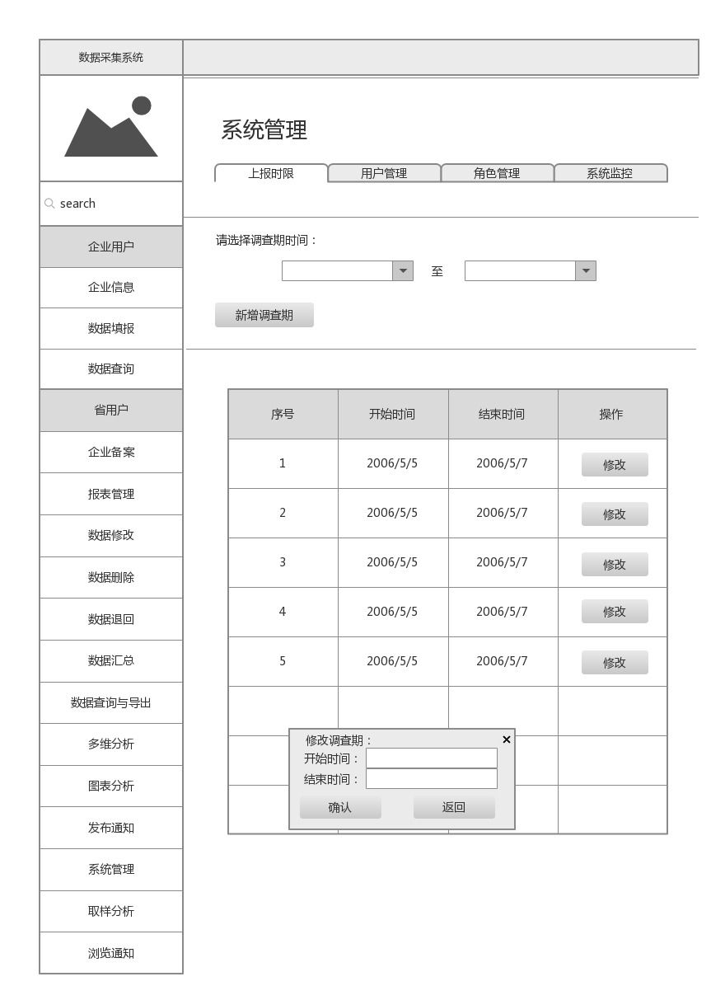 数据采集系统
search
企业用户
企业信息
数据填报
数据查询
省用户
企业备案
报表管理
数据修改
数据删除
数据退回
数据汇总
数据查询与导出
多维分析
图表分析
发布通知
系统管理
取样分析
浏览通知
系统管理
上报时限 用户管理 角色管理 系统监控
请选择调查期时间：
至
新增调查期
序号 开始时间 结束时间 操作
1 2006/5/5 2006/5/7 修改
2 2006/5/5 2006/5/7 修改
3 2006/5/5 2006/5/7 修改
4 2006/5/5 2006/5/7 修改
5 2006/5/5 2006/5/7 修改
修改调查期：
开始时间：
结束时间：
确认 返回